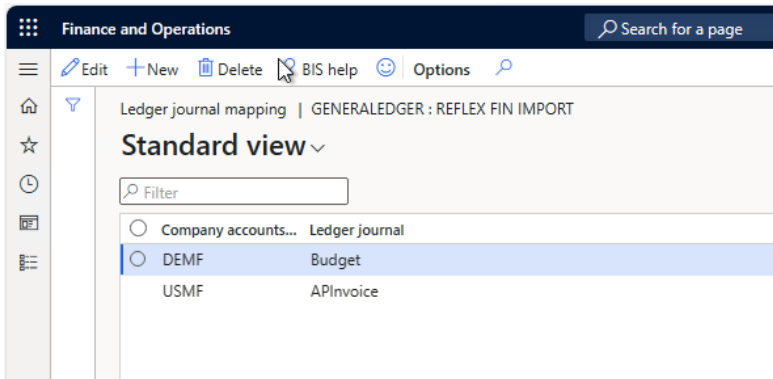 Finance and Operations Search for a page
Edit New Delete BIS help Options
Ledger journal mapping | GENERALEDGER : REFLEX FIN IMPORT
Standard view
Filter
Company accounts... Ledger journal
DEMF Budget
USMF APInvoice